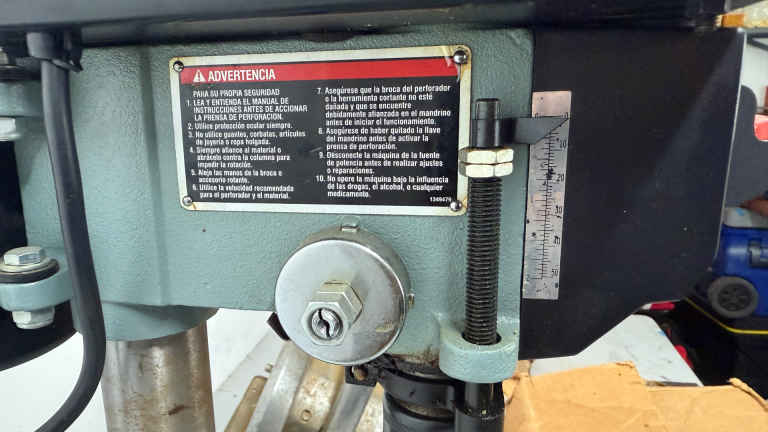 ADVERTENCIA
PARA SU PROPIA SEGURIDAD
1. LEA Y ENTIENDA EL MANUAL DE
INSTRUCCIONES ANTES DE ACCIONAR
LA PRENSA DE PERFORACIÓN.
2. Utilice protección ocular siempre.
3. No utilice guantes, corbatas, artículos
de joyería o ropa holgada.
4. Siempre afiance al material o
abrácelo contra la columna para
impedir la rotación.
5. Aleje las manos de la broca o
accesorio rotante.
6. Utilice la velocidad recomendada
para el perforador y el material.
7. Asegúrese que la broca del perforador
o la herramienta cortante no esté
dañada y que se encuentre
debidamente afianzada en el mandrino
antes de iniciar el funcionamiento.
8. Asegúrese de haber quitado la llave
del mandrino antes de activar la
prensa de perforación.
9. Desconecte la máquina de la fuente
de potencia antes de realizar ajustes
o reparaciones.
10. No opere la máquina bajo la influencia
de las drogas, el alcohol, o cualquier
medicamento.
1349476
0
10
20
30
50